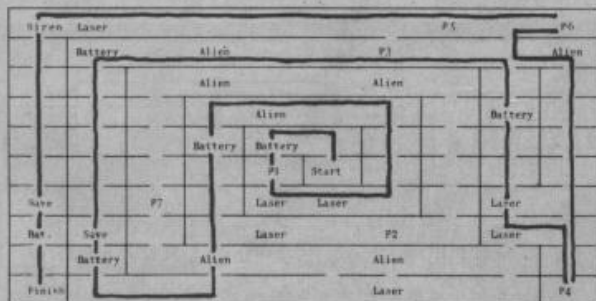 Siren Laser P5 P6
Battery Alien P3 Alien
Alien Alien
Alien Battery
Battery Battery
P1 Start
Save P7 Laser Laser Laser
Bat. Save Laser P2 Laser
Battery Alien Alien
Finish Laser P4